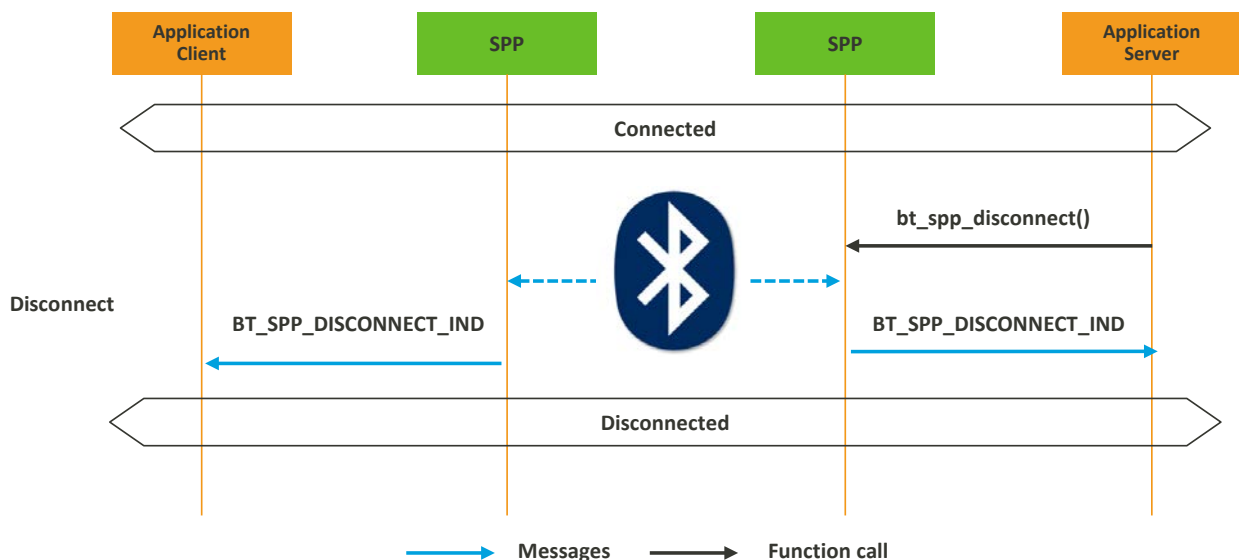 Application
Client
SPP
SPP
Application
Server
Connected
bt_spp_disconnect()
Disconnect
BT_SPP_DISCONNECT_IND
BT_SPP_DISCONNECT_IND
Disconnected
Messages
Function call